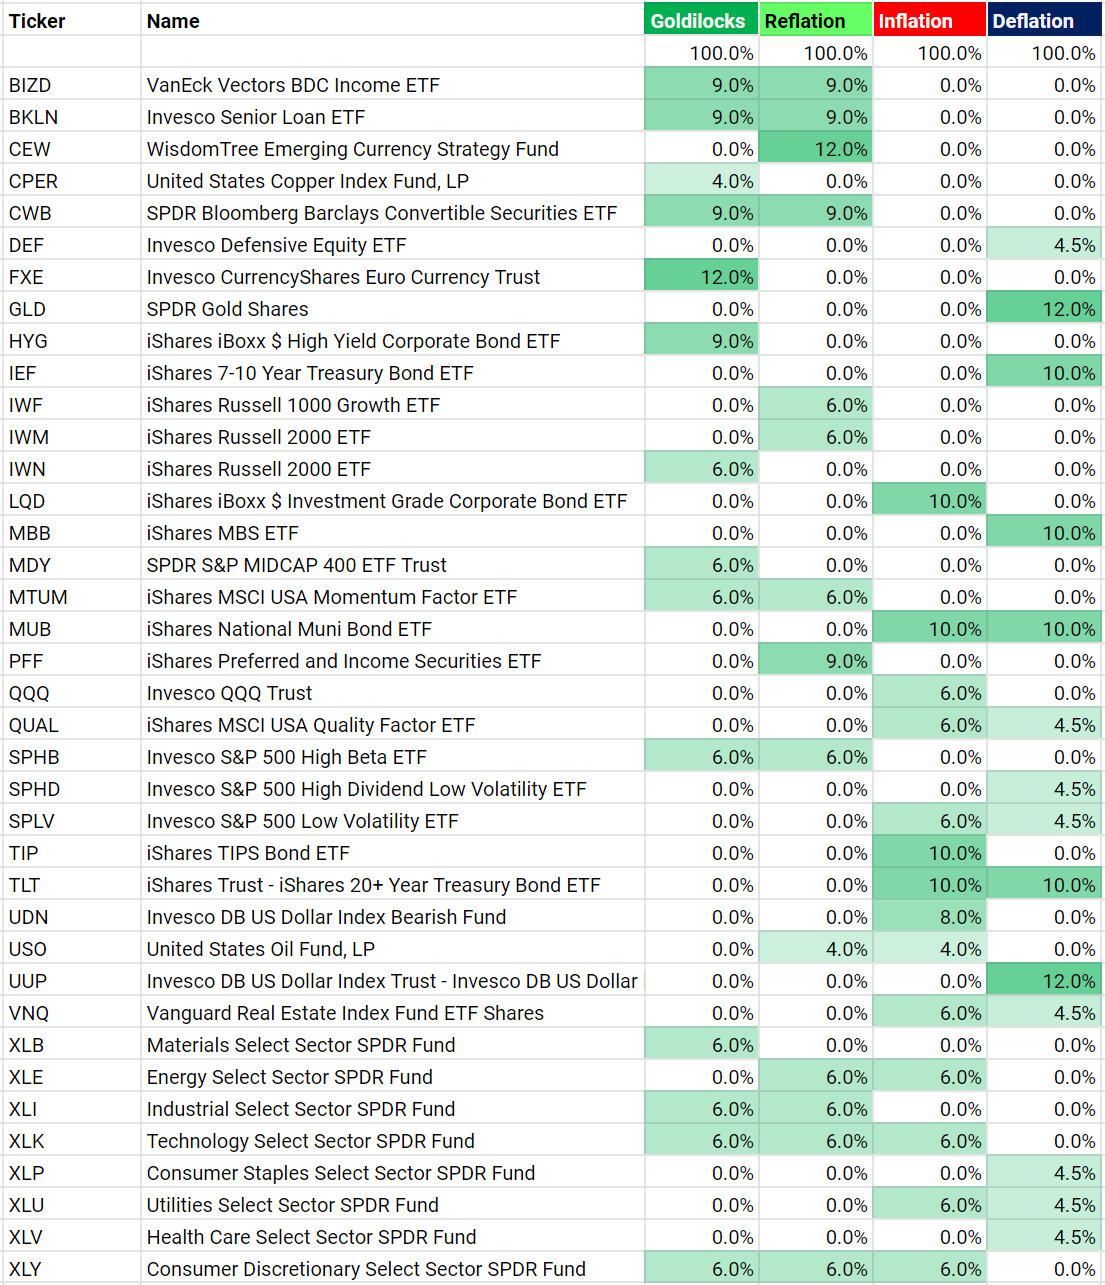 Ticker Name Goldilocks Reflation Inflation Deflation
100.0% 100.0% 100.0% 100.0%
BIZD VanEck Vectors BDC Income ETF 9.0% 9.0% 0.0% 0.0%
BKLN Invesco Senior Loan ETF 9.0% 9.0% 0.0% 0.0%
CEW WisdomTree Emerging Currency Strategy Fund 0.0% 12.0% 0.0% 0.0%
CPER United States Copper Index Fund, LP 4.0% 0.0% 0.0% 0.0%
CWB SPDR Bloomberg Barclays Convertible Securities ETF 9.0% 9.0% 0.0% 0.0%
DEF Invesco Defensive Equity ETF 0.0% 0.0% 0.0% 4.5%
FXE Invesco CurrencyShares Euro Currency Trust 12.0% 0.0% 0.0% 0.0%
GLD SPDR Gold Shares 0.0% 0.0% 0.0% 12.0%
HYG iShares iBoxx $ High Yield Corporate Bond ETF 9.0% 0.0% 0.0% 0.0%
IEF iShares 7-10 Year Treasury Bond ETF 0.0% 0.0% 0.0% 10.0%
IWF iShares Russell 1000 Growth ETF 0.0% 6.0% 0.0% 0.0%
IWM iShares Russell 2000 ETF 0.0% 6.0% 0.0% 0.0%
IWN iShares Russell 2000 ETF 6.0% 0.0% 0.0% 0.0%
LQD iShares iBoxx $ Investment Grade Corporate Bond ETF 0.0% 0.0% 10.0% 0.0%
MBB iShares MBS ETF 0.0% 0.0% 0.0% 10.0%
MDY SPDR S&P MIDCAP 400 ETF Trust 6.0% 0.0% 0.0% 0.0%
MTUM iShares MSCI USA Momentum Factor ETF 6.0% 6.0% 0.0% 0.0%
MUB iShares National Muni Bond ETF 0.0% 0.0% 10.0% 10.0%
PFF iShares Preferred and Income Securities ETF 0.0% 9.0% 0.0% 0.0%
QQQ Invesco QQQ Trust 0.0% 0.0% 6.0% 0.0%
QUAL iShares MSCI USA Quality Factor ETF 0.0% 0.0% 6.0% 4.5%
SPHB Invesco S&P 500 High Beta ETF 6.0% 6.0% 0.0% 0.0%
SPHD Invesco S&P 500 High Dividend Low Volatility ETF 0.0% 0.0% 0.0% 4.5%
SPLV Invesco S&P 500 Low Volatility ETF 0.0% 0.0% 6.0% 4.5%
TIP iShares TIPS Bond ETF 0.0% 0.0% 10.0% 0.0%
TLT iShares Trust - iShares 20+ Year Treasury Bond ETF 0.0% 0.0% 10.0% 10.0%
UDN Invesco DB US Dollar Index Bearish Fund 0.0% 0.0% 8.0% 0.0%
USO United States Oil Fund, LP 0.0% 4.0% 4.0% 0.0%
UUP Invesco DB US Dollar Index Trust - Invesco DB US Dollar 0.0% 0.0% 0.0% 12.0%
VNQ Vanguard Real Estate Index Fund ETF Shares 0.0% 0.0% 6.0% 4.5%
XLB Materials Select Sector SPDR Fund 6.0% 0.0% 0.0% 0.0%
XLE Energy Select Sector SPDR Fund 0.0% 6.0% 6.0% 0.0%
XLI Industrial Select Sector SPDR Fund 6.0% 6.0% 0.0% 0.0%
XLK Technology Select Sector SPDR Fund 6.0% 6.0% 6.0% 0.0%
XLP Consumer Staples Select Sector SPDR Fund 0.0% 0.0% 0.0% 4.5%
XLU Utilities Select Sector SPDR Fund 0.0% 0.0% 6.0% 4.5%
XLV Health Care Select Sector SPDR Fund 0.0% 0.0% 0.0% 4.5%
XLY Consumer Discretionary Select Sector SPDR Fund 6.0% 6.0% 6.0% 0.0%